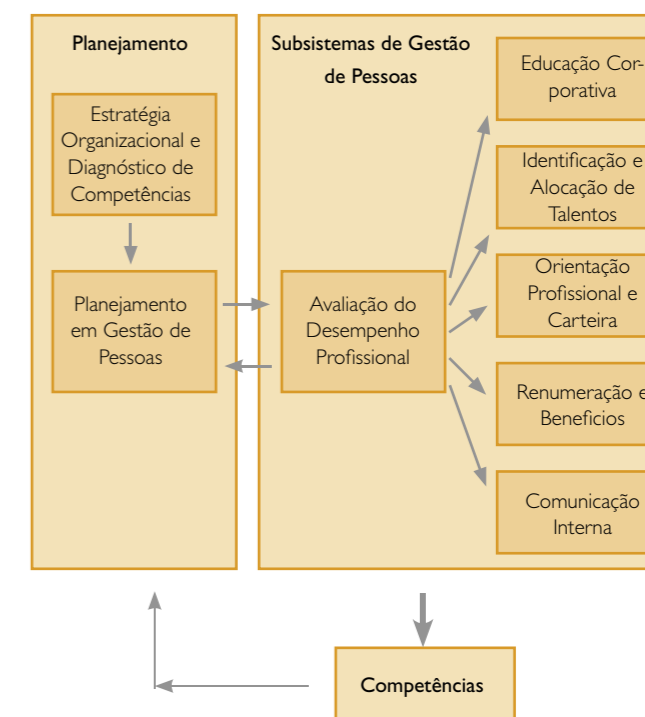 Planejamento
Estratégia
Organizacional e
Diagnóstico de
Competências
Planejamento
em Gestão de
Pessoas
Subsistemas de Gestão
de Pessoas
Avaliação do
Desempenho
Profissional
Educação Cor-
porativa
Identificação e
Alocação de
Talentos
Orientação
Profissional e
Carteira
Renumeração e
Beneficios
Comunicação
Interna
Competências